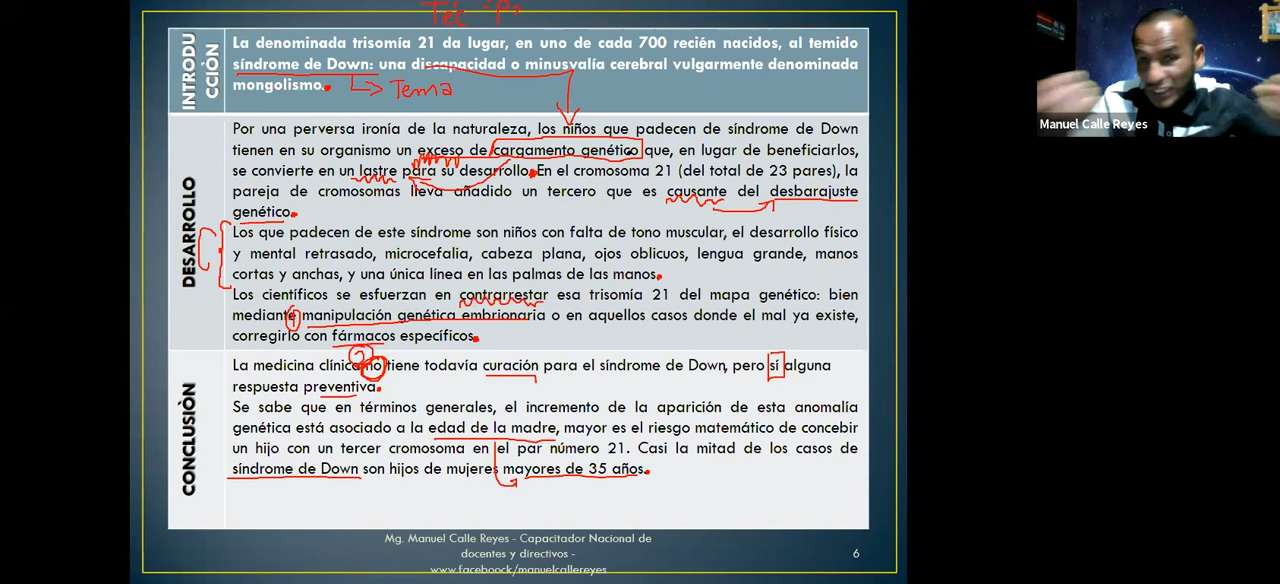 Téc
INTRODU
CCIÓN
La denominada trisomía 21 da lugar, en uno de cada 700 recién nacidos, al temido
síndrome de Down: una discapacidad o minusvalía cerebral vulgarmente denominada
mongolismo.
Tema
DESARROLLO
Por una perversa ironía de la naturaleza, los niños que padecen de síndrome de Down
tienen en su organismo un exceso de cargamento genético que, en lugar de beneficiarlos,
se convierte en un lastre para su desarrollo. En el cromosoma 21 (del total de 23 pares), la
pareja de cromosomas lleva añadido un tercero que es causante del desbarajuste
genético.
Los que padecen de este síndrome son niños con falta de tono muscular, el desarrollo físico
y mental retrasado, microcefalia, cabeza plana, ojos oblicuos, lengua grande, manos
cortas y anchas, y una única línea en las palmas de las manos.
Los científicos se esfuerzan en contrarrestar esa trisomía 21 del mapa genético: bien
mediante manipulación genética embrionaria o en aquellos casos donde el mal ya existe,
1
corregirlo con fármacos específicos.
2
CONCLUSIÒN
La medicina clínica no tiene todavía curación para el síndrome de Down, pero sí alguna
respuesta preventiva.
Se sabe que en términos generales, el incremento de la aparición de esta anomalía
genética está asociado a la edad de la madre, mayor es el riesgo matemático de concebir
un hijo con un tercer cromosoma en el par número 21. Casi la mitad de los casos de
síndrome de Down son hijos de mujeres mayores de 35 años.
Mg. Manuel Calle Reyes - Capacitador Nacional de
docentes y directivos -
www.faceboock/manuelcallereyes
6
Manuel Calle Reyes